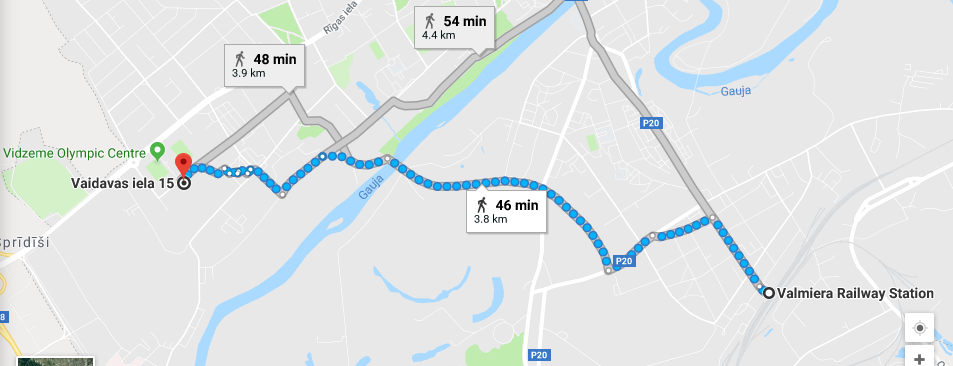 Rīgas iela
54 min
4.4 km
48 min
3.9 km
Gauja
P20
Vidzeme Olympic Centre
Vaidavas iela 15
Gauja
46 min
3.8 km
Sprīdīši
P20
Valmiera Railway Station
8
P20
+